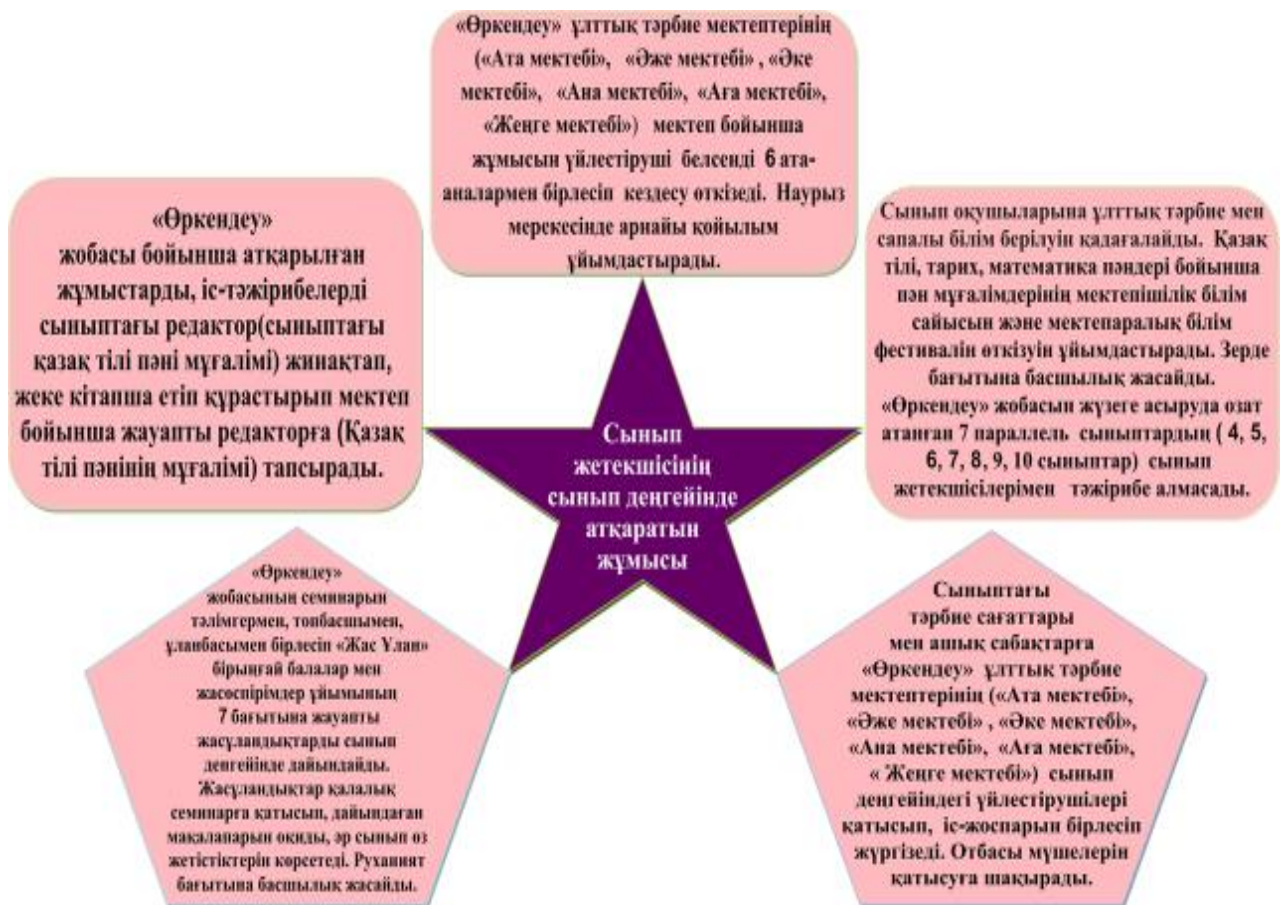 «Өркендеу» ұлттық тәрбие мектептерінің
(«Ата мектебі», «Әже мектебі» , «Әке
мектебі», «Ана мектебі», «Аға мектебі»,
«Жеңге мектебі») мектеп бойынша
жұмысын үйлестіруші белсенді 6 ата-
аналармен бірлесіп кездесу өткізеді. Наурыз
мерекесінде арнайы қойылым
ұйымдастырады.
«Өркендеу»
жобасы бойынша атқарылған
жұмыстарды, іс-тәжірибелерді
сыныптағы редактор(сыныптағы
қазақ тілі пәні мұғалімі) жинақтап,
жеке кітапша етіп құрастырып мектеп
бойынша жауапты редакторға (Қазақ
тілі пәнінің мұғалімі) тапсырады.
Сынып оқушыларына ұлттық тәрбие мен
сапалы білім берілуін қадағалайды. Қазақ
тілі, тарих, математика пәндері бойынша
пән мұғалімдерінің мектепішілік білім
сайысын және мектепаралық білім
фестивалін өткізуін ұйымдастырады. Зерде
бағытына басшылық жасайды.
«Өркендеу» жобасын жүзеге асыруда озат
атанған 7 параллель сыныптардың ( 4, 5,
6, 7, 8, 9, 10 сыныптар) сынып
жетекшісілерімен тәжірибе алмасады.
Сынып
жетекшісінің
сынып деңгейінде
атқаратын
жұмысы
«Өркендеу»
жобасының семинарын
тәлімгермен, топбасшымен,
ұланбасымен бірлесіп «Жас Ұлан»
бірыңғай балалар мен
жасөспірімдер ұйымының
7 бағытына жауапты
жасұландықтарды сынып
деңгейінде дайындайды.
Жасұландықтар қалалық
семинарға қатысып, дайындаған
мақалапарын оқиды, әр сынып өз
жетістіктерін көрсетеді. Руханият
бағытына басшылық жасайды.
Сыныптағы
тәрбие сағаттары
мен ашық сабақтарға
«Өркендеу» ұлттық тәрбие
мектептерінің («Ата мектебі»,
«Әже мектебі» , «Әке мектебі»,
«Ана мектебі», «Аға мектебі»,
« Жеңге мектебі») сынып
деңгейіндегі үйлестірушілері
қатысып, іс-жоспарын бірлесіп
жүргізеді. Отбасы мүшелерін
қатысуға шақырады.